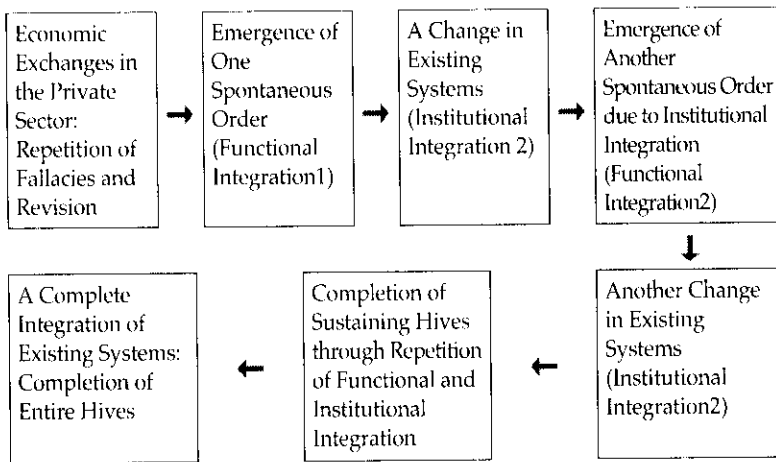 Economic
Exchanges in
the Private
Sector:
Repetition of
Fallacies and
Revision
Emergence of
One
Spontaneous
Order
(Functional
Integration1)
A Change in
Existing
Systems
(Institutional
Integration 2)
Emergence of
Another
Spontaneous Order
due to Institutional
Integration
(Functional
Integration2)
Another Change
in Existing
Systems
(Institutional
Integration2)
Completion of
Sustaining Hives
through Repetition
of Functional and
Institutional
Integration
A Complete
Integration of
Existing Systems:
Completion of
Entire Hives